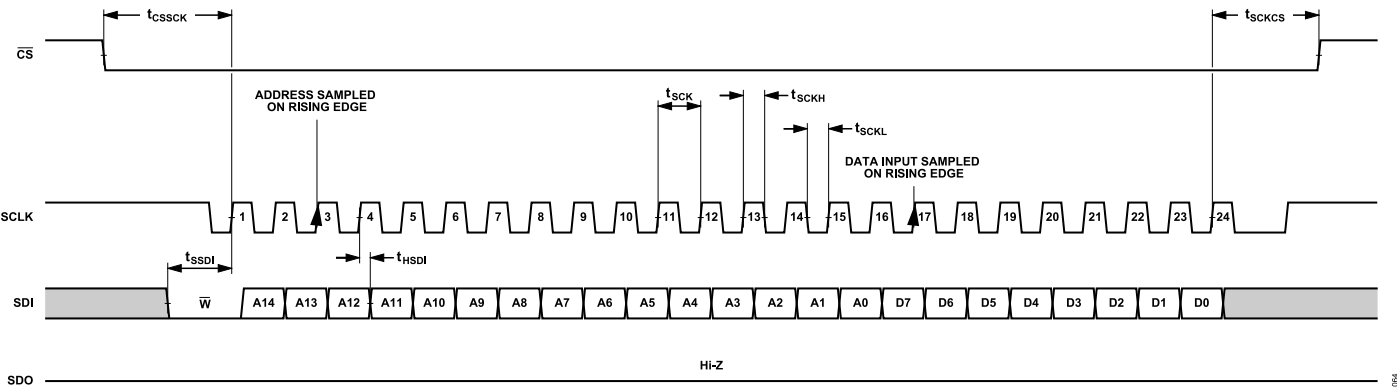 tCSSCK
tSCKCS
CS
ADDRESS SAMPLED
ON RISING EDGE
tSCK
tSCKH
tSCKL
DATA INPUT SAMPLED
ON RISING EDGE
SCLK
1 2 3 4 5 6 7 8 9 10 11 12 13 14 15 16 17 18 19 20 21 22 23 24
tSSDI
tHSDI
SDI
W A14 A13 A12 A11 A10 A9 A8 A7 A6 A5 A4 A3 A2 A1 A0 D7 D6 D5 D4 D3 D2 D1 D0
Hi-Z
SDO
064